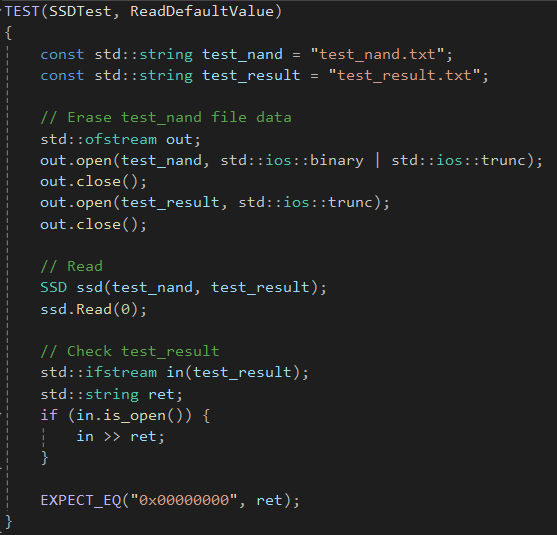 TEST(SSDTest, ReadDefaultValue)
{
    const std::string test_nand = "test_nand.txt";
    const std::string test_result = "test_result.txt";

    // Erase test_nand file data
    std::ofstream out;
    out.open(test_nand, std::ios::binary | std::ios::trunc);
    out.close();
    out.open(test_result, std::ios::trunc);
    out.close();

    // Read
    SSD ssd(test_nand, test_result);
    ssd.Read(0);

    // Check test_result
    std::ifstream in(test_result);
    std::string ret;
    if (in.is_open()) {
        in >> ret;
    }

    EXPECT_EQ("0x00000000", ret);
}